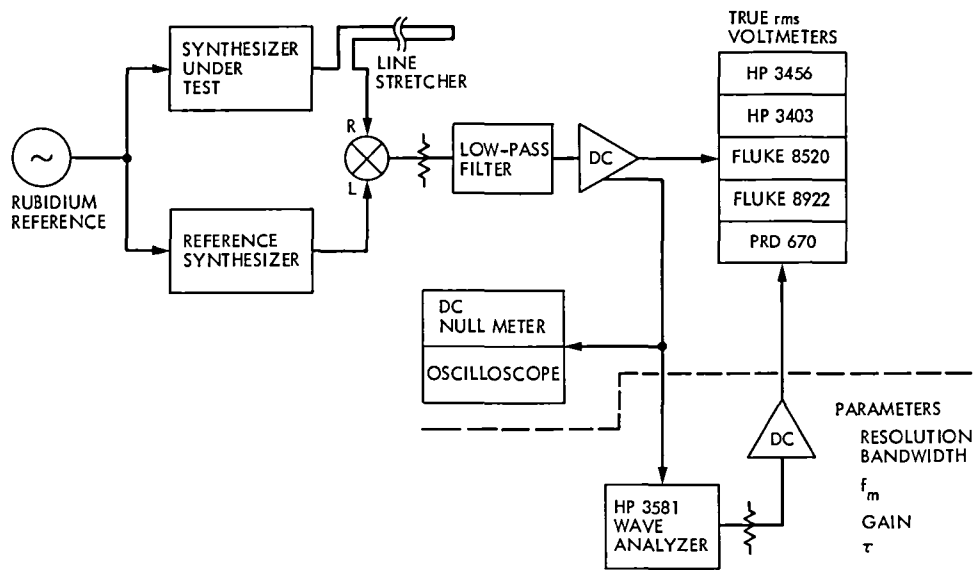 SYNTHESIZER
UNDER
TEST
LINE
STRETCHER
TRUE rms
VOLTMETERS
HP 3456
HP 3403
FLUKE 8520
FLUKE 8922
PRD 670
~
RUBIDIUM
REFERENCE
R
L
LOW-PASS
FILTER
DC
REFERENCE
SYNTHESIZER
DC
NULL METER
OSCILLOSCOPE
DC
HP 3581
WAVE
ANALYZER
PARAMETERS
RESOLUTION
BANDWIDTH
fm
GAIN
τ